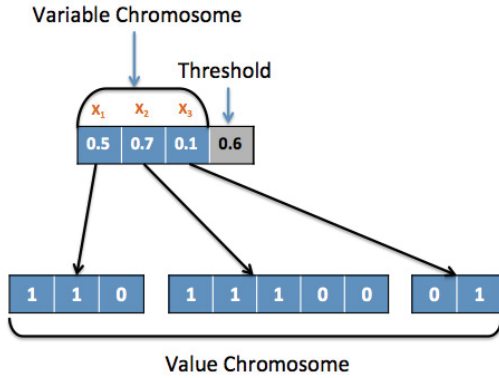 Variable Chromosome
Threshold
X₁ X₂ X₃
0.5 0.7 0.1 0.6
1 1 0 1 1 1 0 0 0 1
Value Chromosome